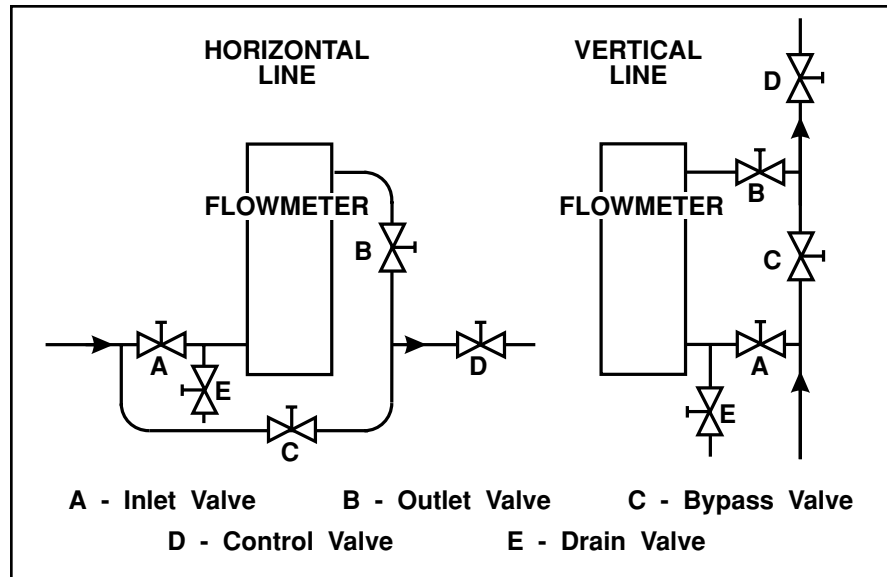 HORIZONTAL
LINE
FLOWMETER
B
A
E
D
C
VERTICAL
LINE
D
FLOWMETER
B
C
A
E
A - Inlet Valve B - Outlet Valve C - Bypass Valve
D - Control Valve E - Drain Valve